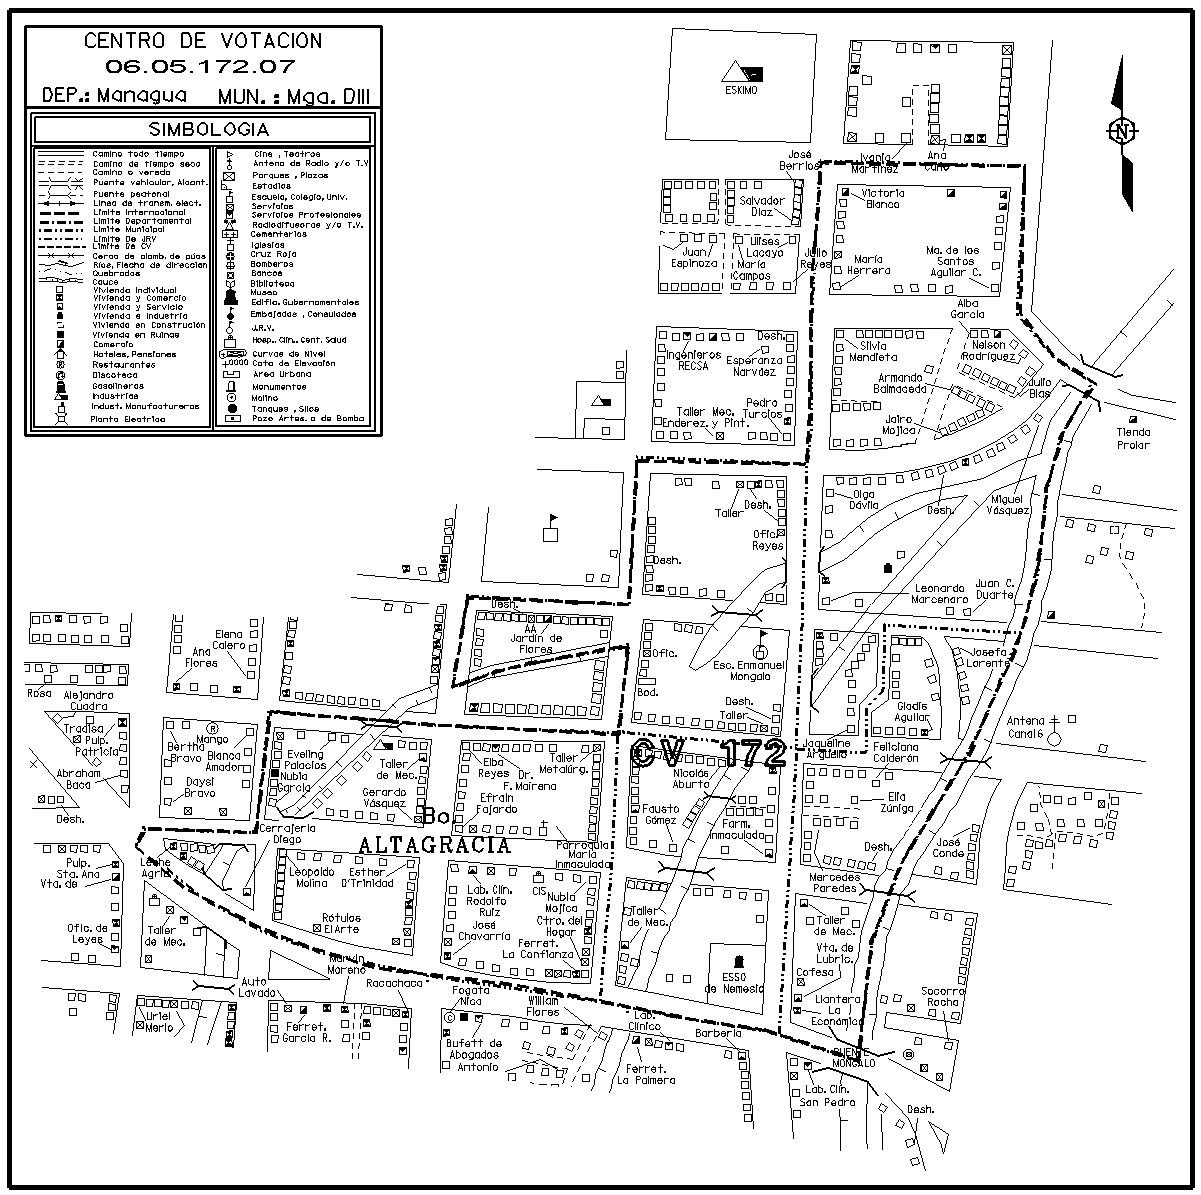 CENTRO DE VOTACION
06.05.172.07
DEP.: Managua MUN. : Mga. DIII
SIMBOLOGIA
Camino todo tiempo
Camino de tiempo seco
Camino o vereda
Puente vehicular, Alcant.
Puente peatonal
Linea de transm. elect.
Limite Internacional
Limite Departamental
Limite Municipal
Limite De JRV
Limite De CV
Cerca de alamb. de púas
Ríos, Flecha de dirección
Quebradas
Cauce
Vivienda Individual
Vivienda y Comercio
Vivienda y Servicio
Vivienda e Industria
Vivienda en Construción
Vivienda en Ruinas
Comercio
Hoteles, Pensiones
Restaurantes
Discoteca
Gasolineras
Industrias
Indust. Manufactureras
Planta Electrica
Cine , Teatros
Antena de Radio y/o T.V
Parques , Plazas
Estadios
Escuela, Colegio, Univ.
Servicios
Servicios Profesionales
Radiodifusoras y/o T.V.
Cementerios
Iglesias
Cruz Roja
Bomberos
Bancos
Biblioteca
Museo
Edific. Gubernamentales
Embajadas , Consulados
J.R.V.
Hosp., Clín., Cent. Salud
Curvas de Nivel
Cota de Elevación
Area Urbana
Monumentos
Molino
Tanques , Silos
Pozo Artes. o de Bomba
ESKIMO
N
José
Berrios
Ivania
Martínez
Ana
Cano
Salvador
Díaz
Victoria
Blanco
Juan
Espinoza
Ulises
Lacayo
María
Campos
Julio
Reyes
María
Herrera
Ma. de los
Santos
Aguilar C.
Alba
García
Ingenieros
RECSA
Desh.
Esperanza
Narváez
Silvia
Mendieta
Nelson
Rodríguez
Armando
Balmaceda
Julio
Blas
Taller Mec.
Enderez. y Pint.
Pedro
Turcios
Jairo
Mojica
Tienda
Prolar
Taller
Desh.
Ofic.
Reyes
Desh.
Olga
Dávila
Desh.
Miguel
Vásquez
Leonardo
Marcenaro
Juan C.
Duarte
Desh.
AA
Jardín de
Flores
Ofic.
Bod.
Esc. Enmanuel
Mongalo
Desh.
Taller
Josefa
Lorente
Gladis
Aguilar
Antena
Canal 6
Elena
Calero
Ana
Flores
Rosa
Alejandro
Cuadra
Tradisa
Pulp.
Patricia
Abraham
Baca
Desh.
Mango
Bertha
Bravo
Blanca
Amador
Daysi
Bravo
Eveling
Palacios
Nubia
García
Taller
de Mec.
Gerardo
Vásquez
Elba
Reyes
Dr.
F. Mairena
Efraín
Fajardo
Taller
Metalúrg.
CV 172
Nicolás
Aburto
Fausto
Gómez
Farm.
Inmaculada
Jaqueline
Arguello
Feliciana
Calderón
Elia
Zúniga
Bo.
ALTAGRACIA
Cerrajería
Diego
Parroquia
María
Inmaculada
Desh.
José
Conde
Mercedes
Paredes
Pulp.
Sta. Ana
Vta. de
Leche
Agria
Leopoldo
Molina
Esther
D'Trinidad
Lab. Clín.
Rodolfo
Ruiz
CIS
Nubia
Mojica
Ctro. del
Hogar
José
Chavarría
Ferret.
La Confianza
Taller
de Mec.
Taller
de Mec.
Vta. de
Lubric.
Cofesa
Ofic. de
Leyes
Taller
de Mec.
Rótulos
El Arte
Marvin
Moreno
Racachaca
ESSO
de Nemesio
Socorro
Rocha
Llantera
La
Económica
Auto
Lavado
Fogata
Nica
William
Flores
Uriel
Merlo
Ferret.
García R.
Bufett de
Abogados
Antonio
Lab.
Clínico
Ferret.
La Palmera
Barbería
PUENTE
MONGALO
Lab. Clín.
San Pedro
Desh.